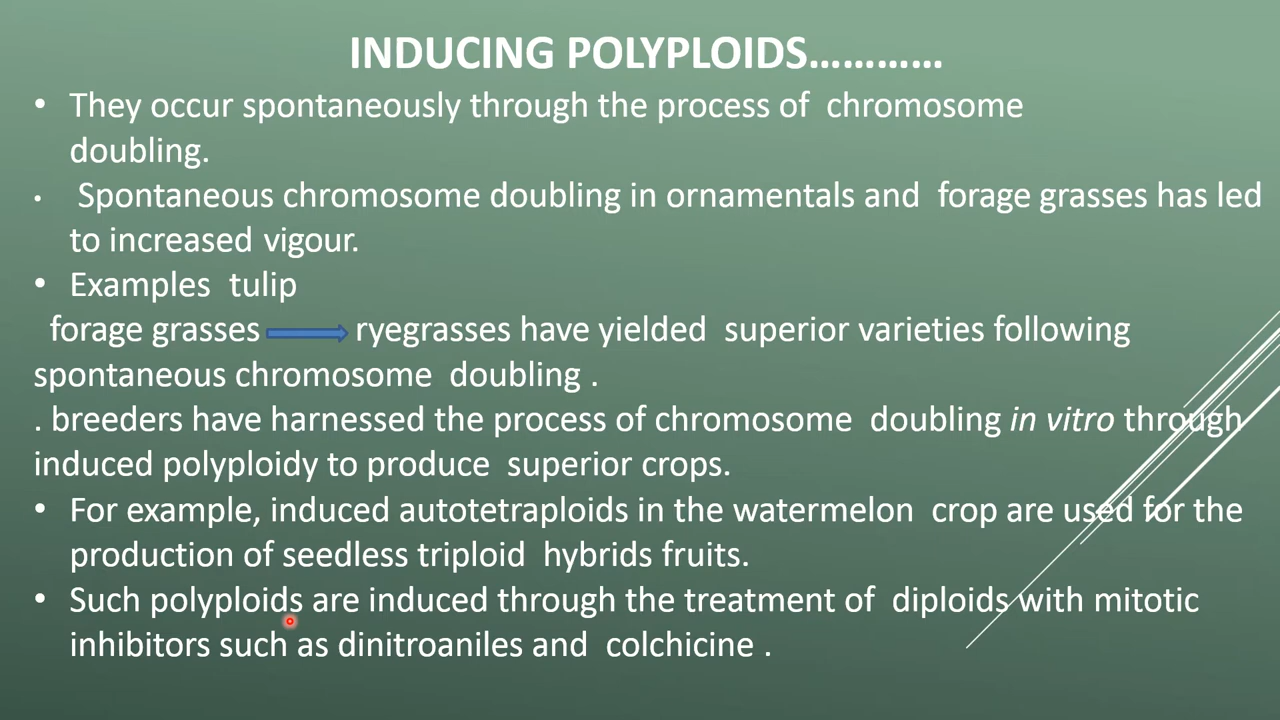 INDUCING POLYPLOIDS............
• They occur spontaneously through the process of chromosome
doubling.
• Spontaneous chromosome doubling in ornamentals and forage grasses has led
to increased vigour.
• Examples tulip
forage grasses ryegrasses have yielded superior varieties following
spontaneous chromosome doubling .
. breeders have harnessed the process of chromosome doubling in vitro through
induced polyploidy to produce superior crops.
• For example, induced autotetraploids in the watermelon crop are used for the
production of seedless triploid hybrids fruits.
• Such polyploids are induced through the treatment of diploids with mitotic
inhibitors such as dinitroaniles and colchicine .